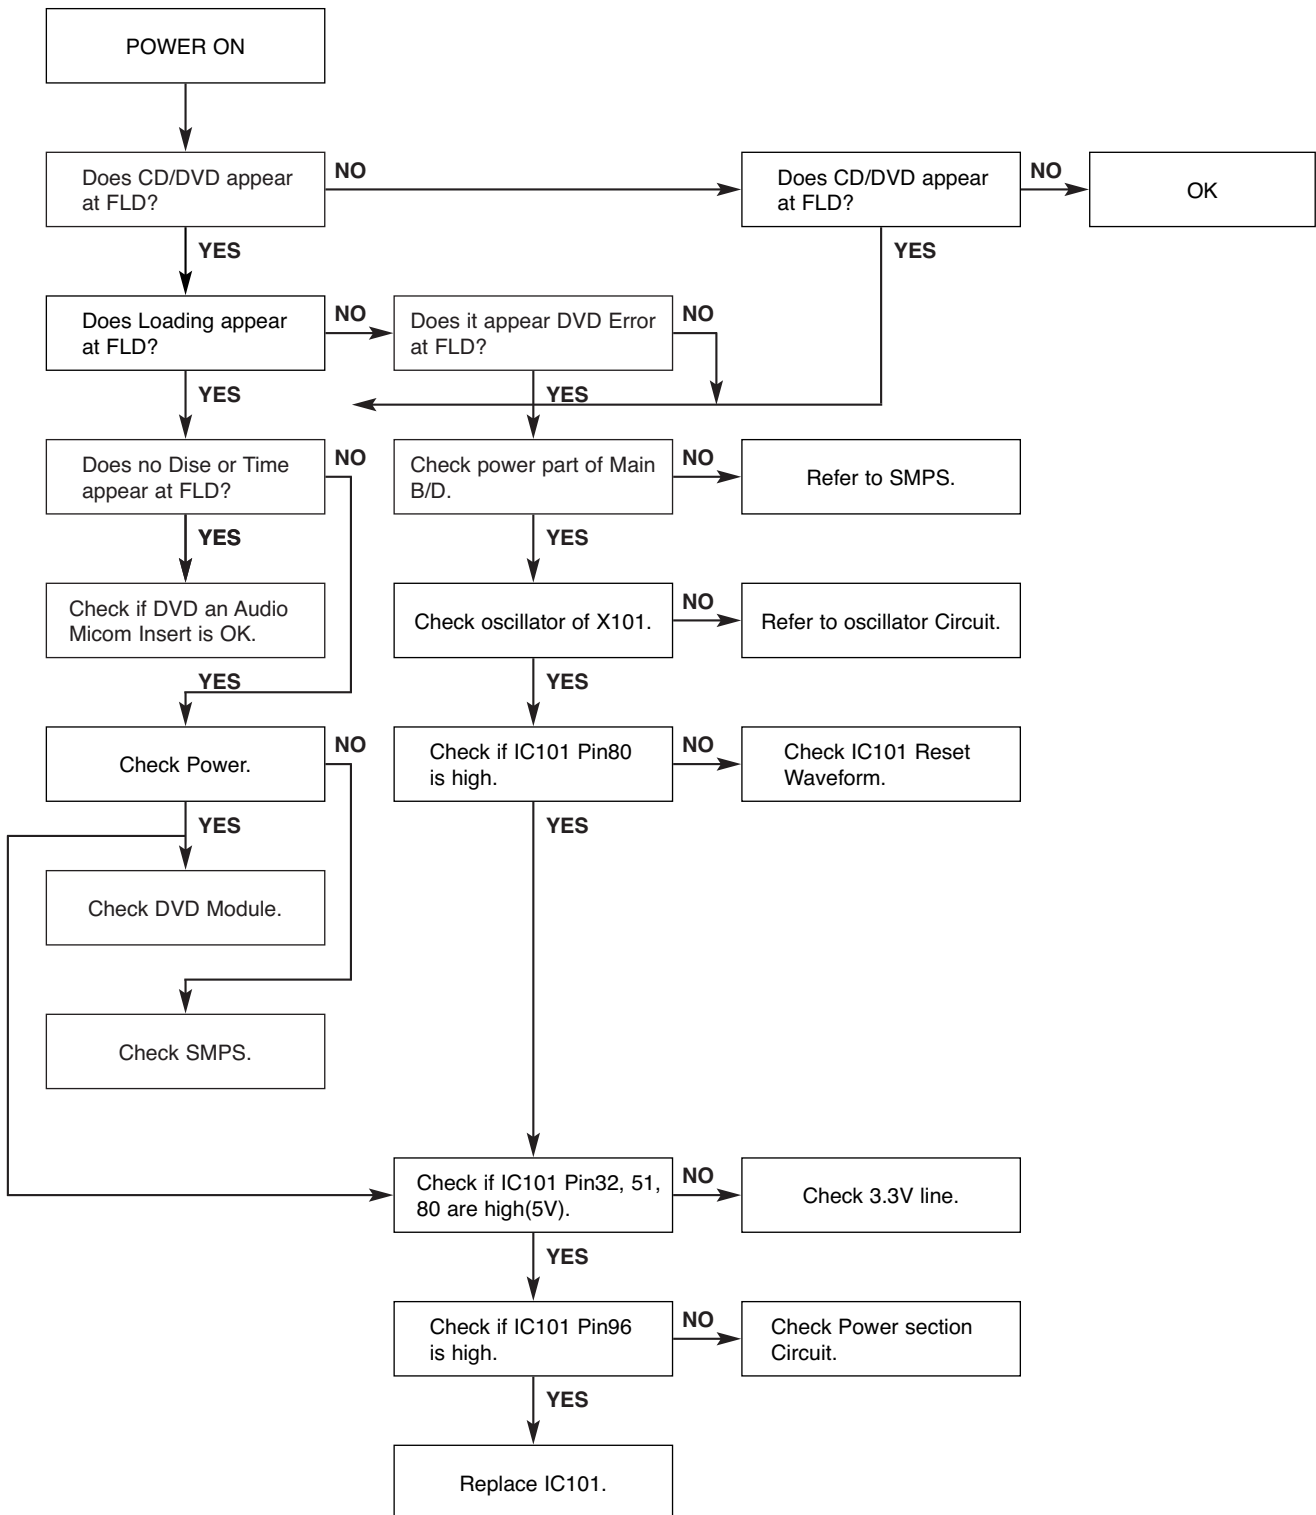 POWER ON
Does CD/DVD appear
at FLD?
NO
Does CD/DVD appear
at FLD?
NO
OK
YES
YES
Does Loading appear
at FLD?
NO
Does it appear DVD Error
at FLD?
NO
YES
YES
Does no Dise or Time
appear at FLD?
NO
Check power part of Main
B/D.
NO
Refer to SMPS.
YES
YES
Check if DVD an Audio
Micom Insert is OK.
Check oscillator of X101.
NO
Refer to oscillator Circuit.
YES
YES
Check Power.
NO
Check if IC101 Pin80
is high.
NO
Check IC101 Reset
Waveform.
YES
YES
Check DVD Module.
Check SMPS.
Check if IC101 Pin32, 51,
80 are high(5V).
NO
Check 3.3V line.
YES
Check if IC101 Pin96
is high.
NO
Check Power section
Circuit.
YES
Replace IC101.